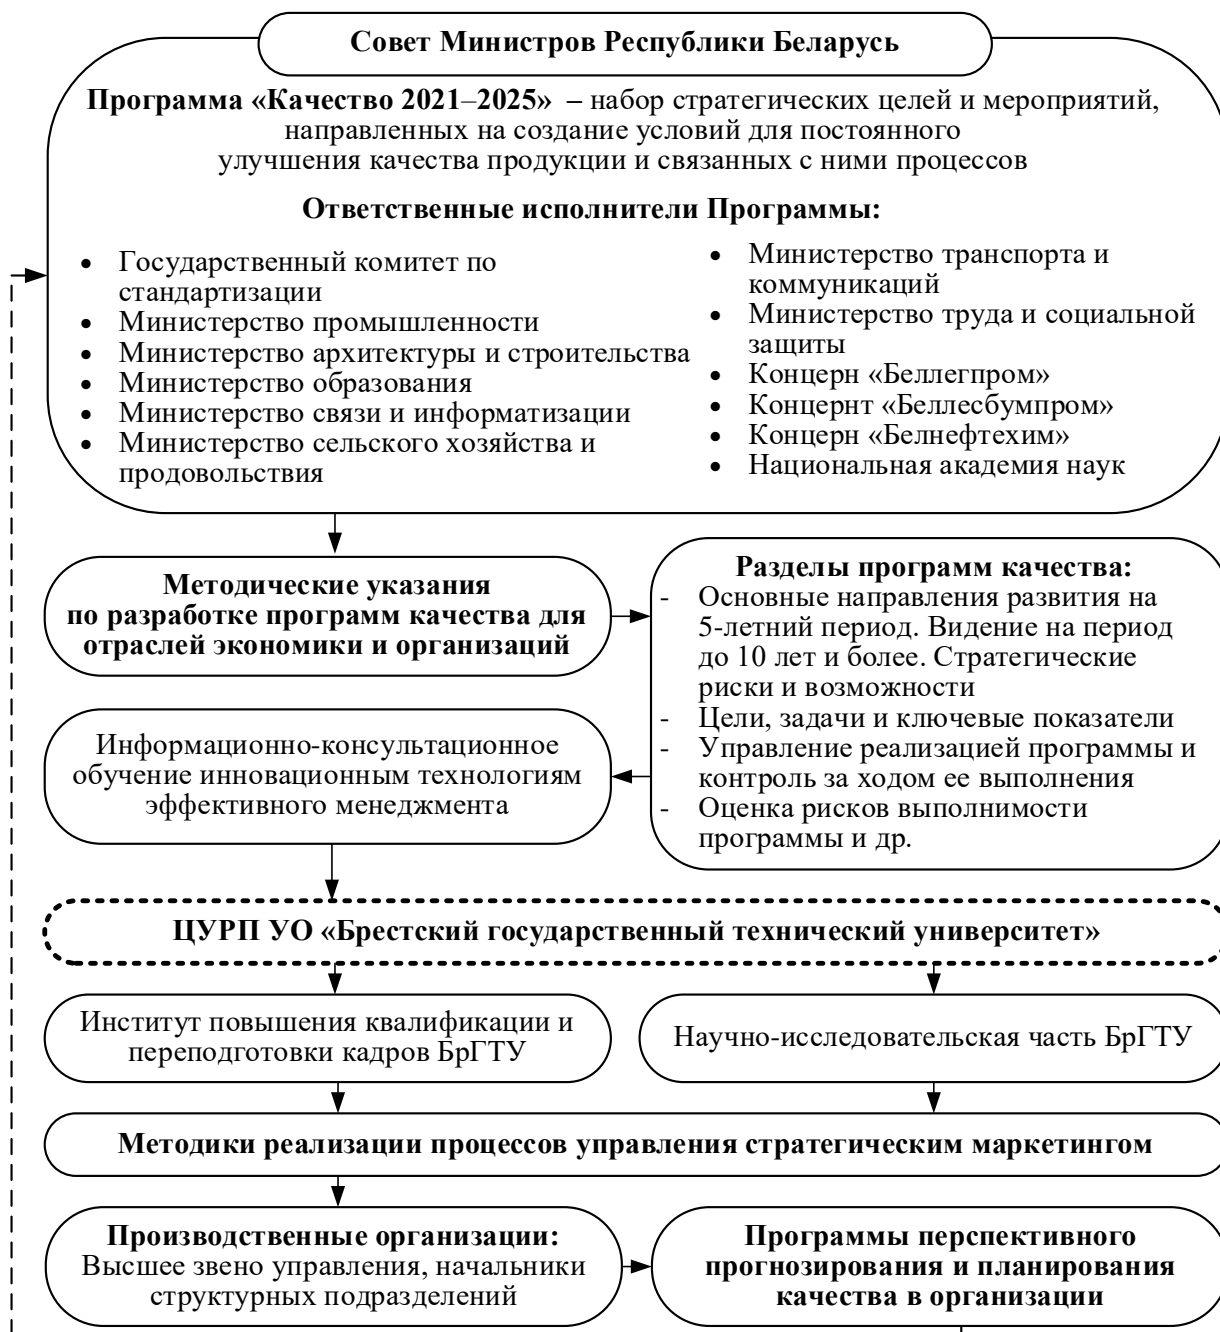 Совет Министров Республики Беларусь
Программа «Качество 2021–2025» – набор стратегических целей и мероприятий,
направленных на создание условий для постоянного
улучшения качества продукции и связанных с ними процессов
Ответственные исполнители Программы:
• Государственный комитет по
стандартизации
• Министерство промышленности
• Министерство архитектуры и строительства
• Министерство образования
• Министерство связи и информатизации
• Министерство сельского хозяйства и
продовольствия
• Министерство транспорта и
коммуникаций
• Министерство труда и социальной
защиты
• Концерн «Беллегпром»
• Концернт «Беллесбумпром»
• Концерн «Белнефтехим»
• Национальная академия наук
Методические указания
по разработке программ качества для
отраслей экономики и организаций
Разделы программ качества:
- Основные направления развития на
5-летний период. Видение на период
до 10 лет и более. Стратегические
риски и возможности
- Цели, задачи и ключевые показатели
- Управление реализацией программы и
контроль за ходом ее выполнения
- Оценка рисков выполнимости
программы и др.
Информационно-консультационное
обучение инновационным технологиям
эффективного менеджмента
ЦУРП УО «Брестский государственный технический университет»
Институт повышения квалификации и
переподготовки кадров БрГТУ
Научно-исследовательская часть БрГТУ
Методики реализации процессов управления стратегическим маркетингом
Производственные организации:
Высшее звено управления, начальники
структурных подразделений
Программы перспективного
прогнозирования и планирования
качества в организации